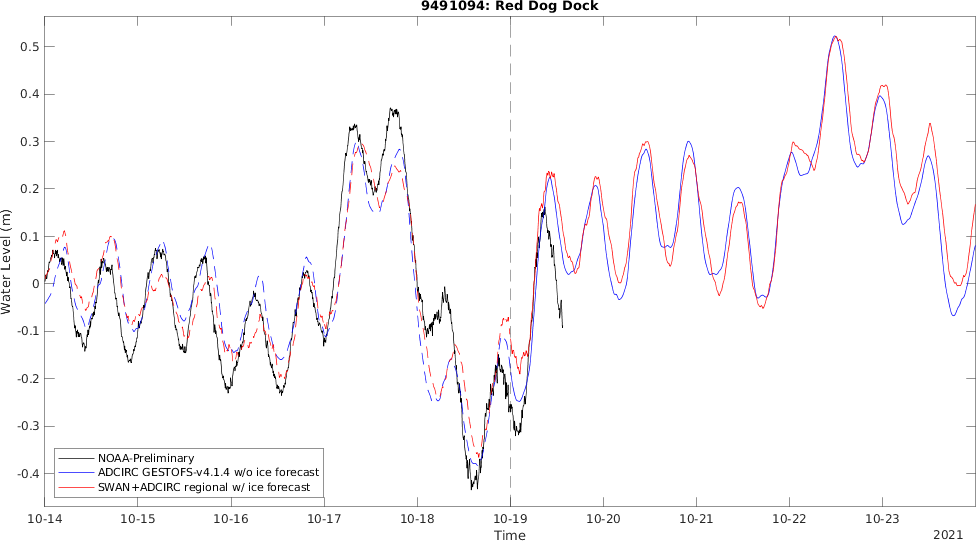 9491094: Red Dog Dock
Water Level (m)
0.5
0.4
0.3
0.2
0.1
0
-0.1
-0.2
-0.3
-0.4
NOAA-Preliminary
ADCIRC GESTOFS-v4.1.4 w/o ice forecast
SWAN+ADCIRC regional w/ ice forecast
10-14 10-15 10-16 10-17 10-18 10-19 10-20 10-21 10-22 10-23
Time
2021